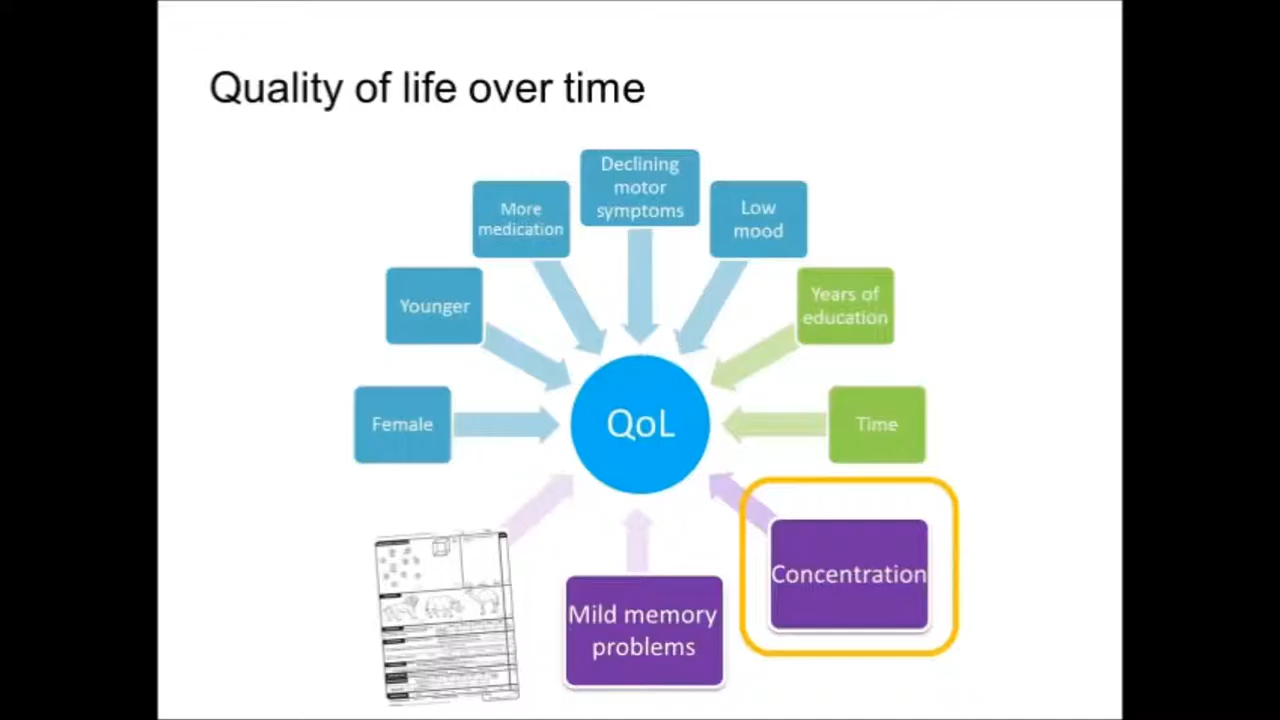 Quality of life over time
Declining
motor
symptoms
More
medication
Low
mood
Younger
Years of
education
Female
QoL
Time
Concentration
Mild memory
problems